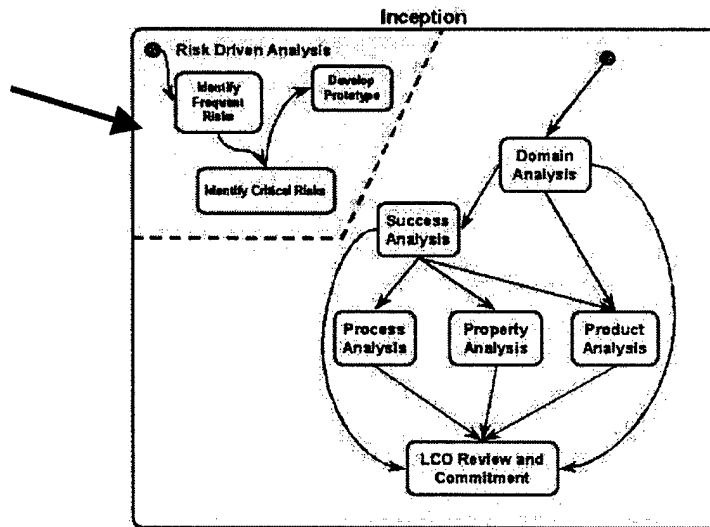 Inception
Risk Driven Analysis
Identify
Frequent
Risks
Develop
Prototype
Identify Critical Risks
Domain
Analysis
Success
Analysis
Process
Analysis
Property
Analysis
Product
Analysis
LCO Review and
Commitment